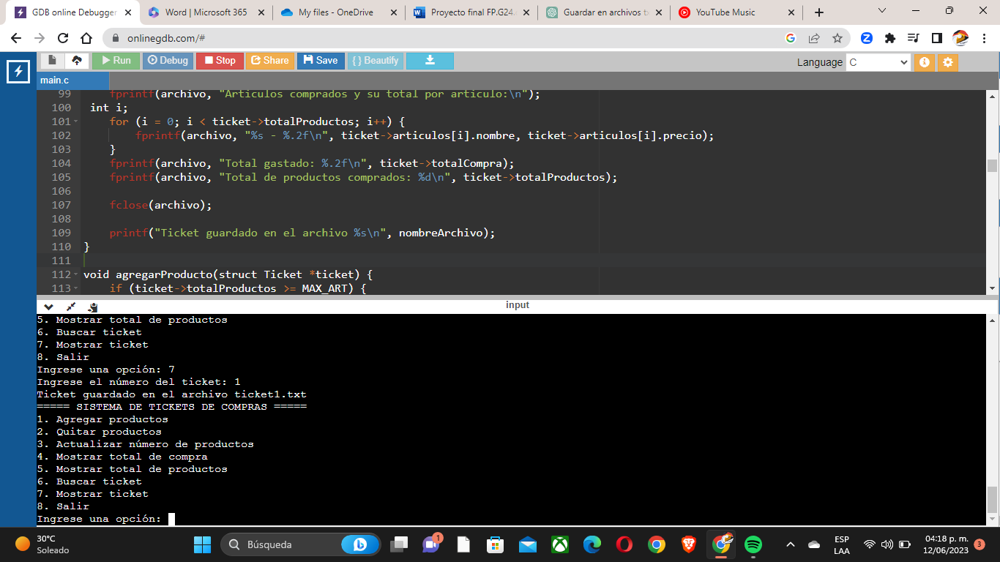 GDB online Debugger
Word | Microsoft 365
My files - OneDrive
Proyecto final FP.G24.
Guardar en archivos tx
YouTube Music
onlinegdb.com/#
Run
Debug
Stop
Share
Save
{ } Beautify
Language
C
main.c
99 fprintf(archivo, "Articulos comprados y su total por articulo:\n");
100 int i;
101 for (i = 0; i < ticket->totalProductos; i++) {
102 fprintf(archivo, "%s - %.2f\n", ticket->articulos[i].nombre, ticket->articulos[i].precio);
103 }
104 fprintf(archivo, "Total gastado: %.2f\n", ticket->totalCompra);
105 fprintf(archivo, "Total de productos comprados: %d\n", ticket->totalProductos);
106
107 fclose(archivo);
108
109 printf("Ticket guardado en el archivo %s\n", nombreArchivo);
110 }
111
112 void agregarProducto(struct Ticket *ticket) {
113 if (ticket->totalProductos >= MAX_ART) {
input
5. Mostrar total de productos
6. Buscar ticket
7. Mostrar ticket
8. Salir
Ingrese una opción: 7
Ingrese el número del ticket: 1
Ticket guardado en el archivo ticket1.txt
===== SISTEMA DE TICKETS DE COMPRAS =====
1. Agregar productos
2. Quitar productos
3. Actualizar número de productos
4. Mostrar total de compra
5. Mostrar total de productos
6. Buscar ticket
7. Mostrar ticket
8. Salir
Ingrese una opción:
30°C
Soleado
Búsqueda
1
ESP
LAA
04:18 p. m.
12/06/2023
3